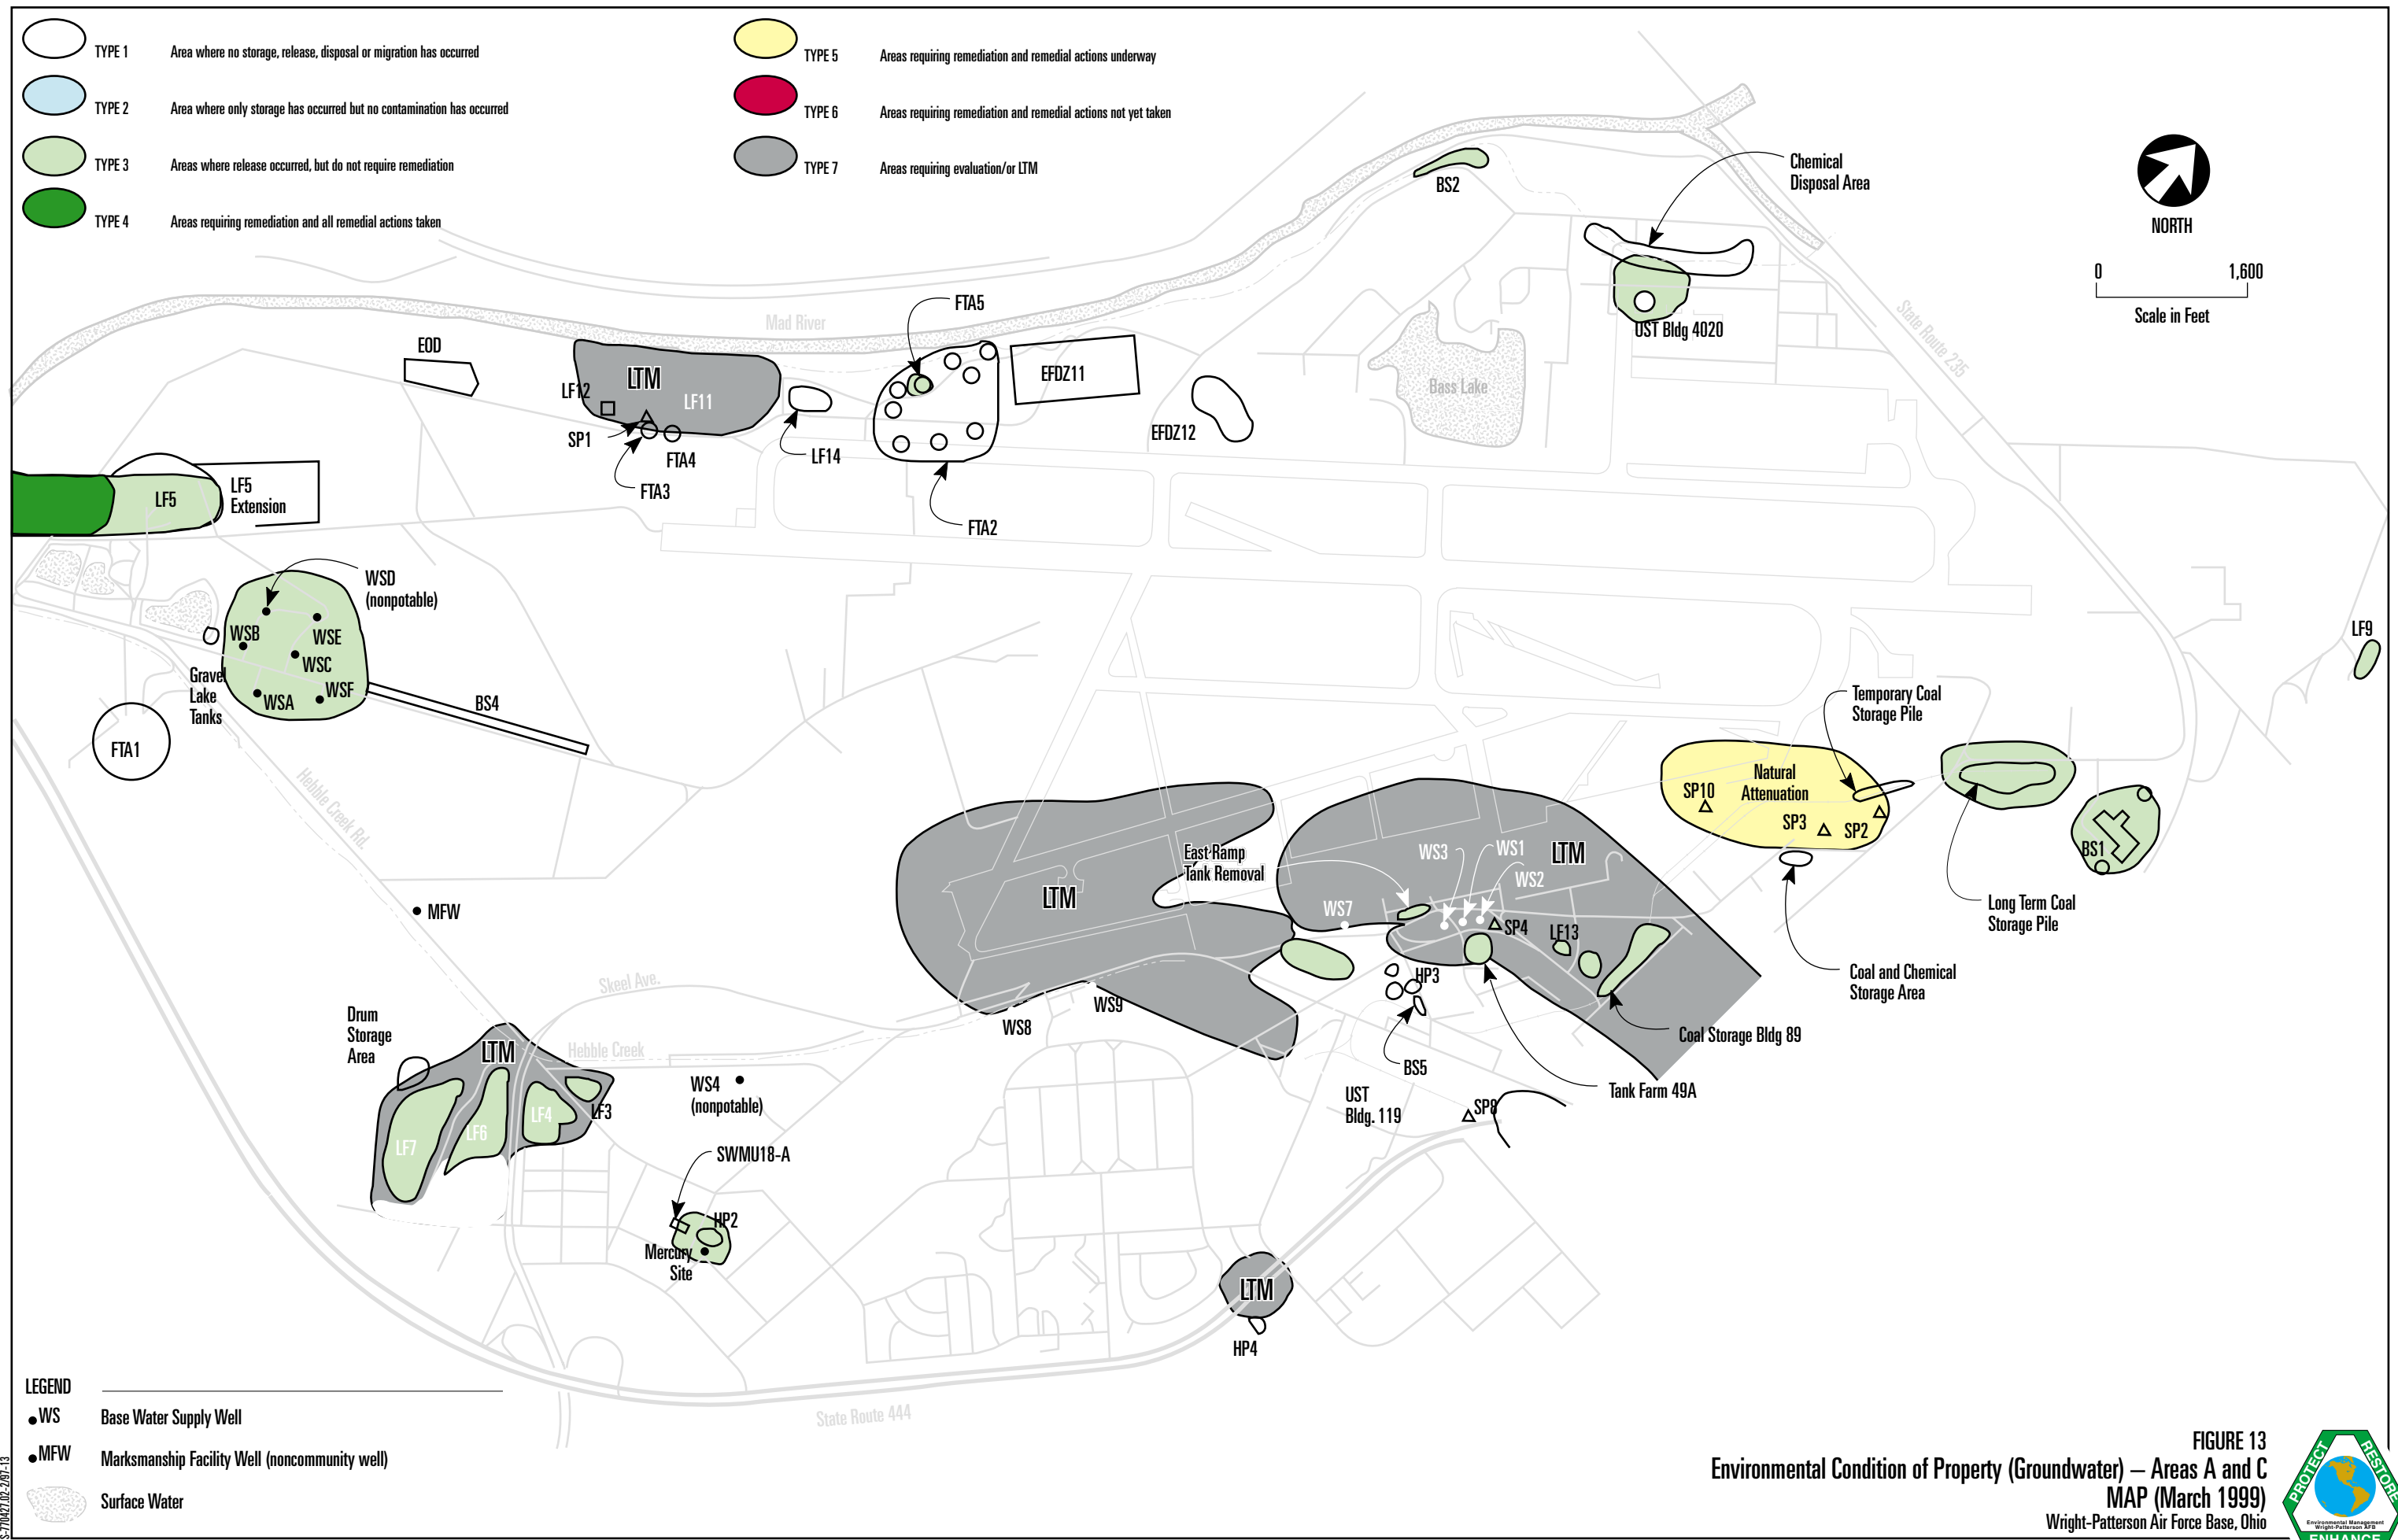 TYPE 1 Area where no storage, release, disposal or migration has occurred
TYPE 2 Area where only storage has occurred but no contamination has occurred
TYPE 3 Areas where release occurred, but do not require remediation
TYPE 4 Areas requiring remediation and all remedial actions taken
TYPE 5 Areas requiring remediation and remedial actions underway
TYPE 6 Areas requiring remediation and remedial actions not yet taken
TYPE 7 Areas requiring evaluation/or LTM
BS2
Chemical
Disposal Area
NORTH
0 1,600
Scale in Feet
UST Bldg 4020
State Route 235
Mad River
FTA5
EOD
LF12
LTM
LF11
SP1
FTA4
FTA3
LF14
FTA2
EFDZ11
EFDZ12
Bass Lake
LF5
LF5
Extension
WSD
(nonpotable)
WSB
WSE
WSC
WSA
WSF
Gravel
Lake
Tanks
BS4
FTA1
Hebble Creek Rd.
LF9
Temporary Coal
Storage Pile
Natural
Attenuation
SP10
SP3
SP2
BS1
Long Term Coal
Storage Pile
Coal and Chemical
Storage Area
East Ramp
Tank Removal
LTM
WS3
WS1
WS2
LTM
WS7
SP4
LF13
HP3
BS5
Coal Storage Bldg 89
Tank Farm 49A
UST
Bldg. 119
SP8
WS8
WS9
MFW
Skeel Ave.
Hebble Creek
Drum
Storage
Area
LTM
LF7
LF6
LF4
LF3
WS4
(nonpotable)
SWMU18-A
HP2
Mercury
Site
LTM
HP4
State Route 444
LEGEND
WS Base Water Supply Well
MFW Marksmanship Facility Well (noncommunity well)
Surface Water
S-770427.02-2/97-13
FIGURE 13
Environmental Condition of Property (Groundwater) – Areas A and C
MAP (March 1999)
Wright-Patterson Air Force Base, Ohio
PROTECT
RESTORE
Environmental Management
Wright-Patterson AFB
ENHANCE